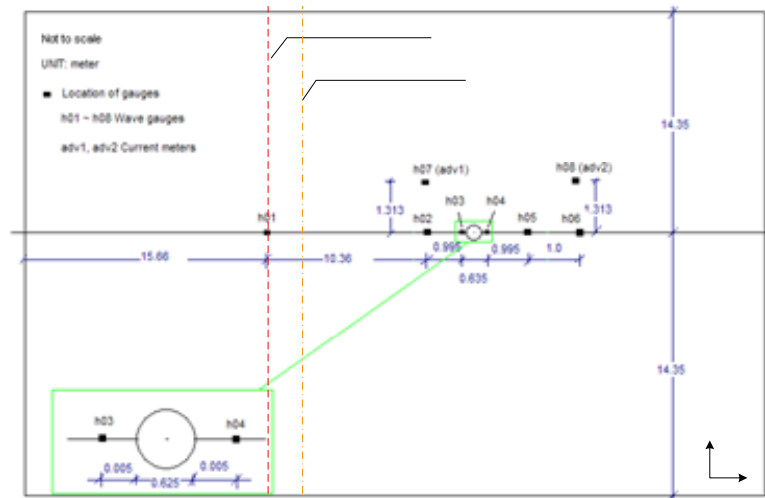 Not to scale
UNIT: meter
Location of gauges
h01 ~ h08 Wave gauges
adv1, adv2 Current meters
14.35
h07 (adv1)
h08 (adv2)
h03 h04
1.313
1.313
h01
h02
h05
h06
0.995
0.995
1.0
15.66
10.36
0.635
14.35
h03
h04
0.005
0.005
0.625